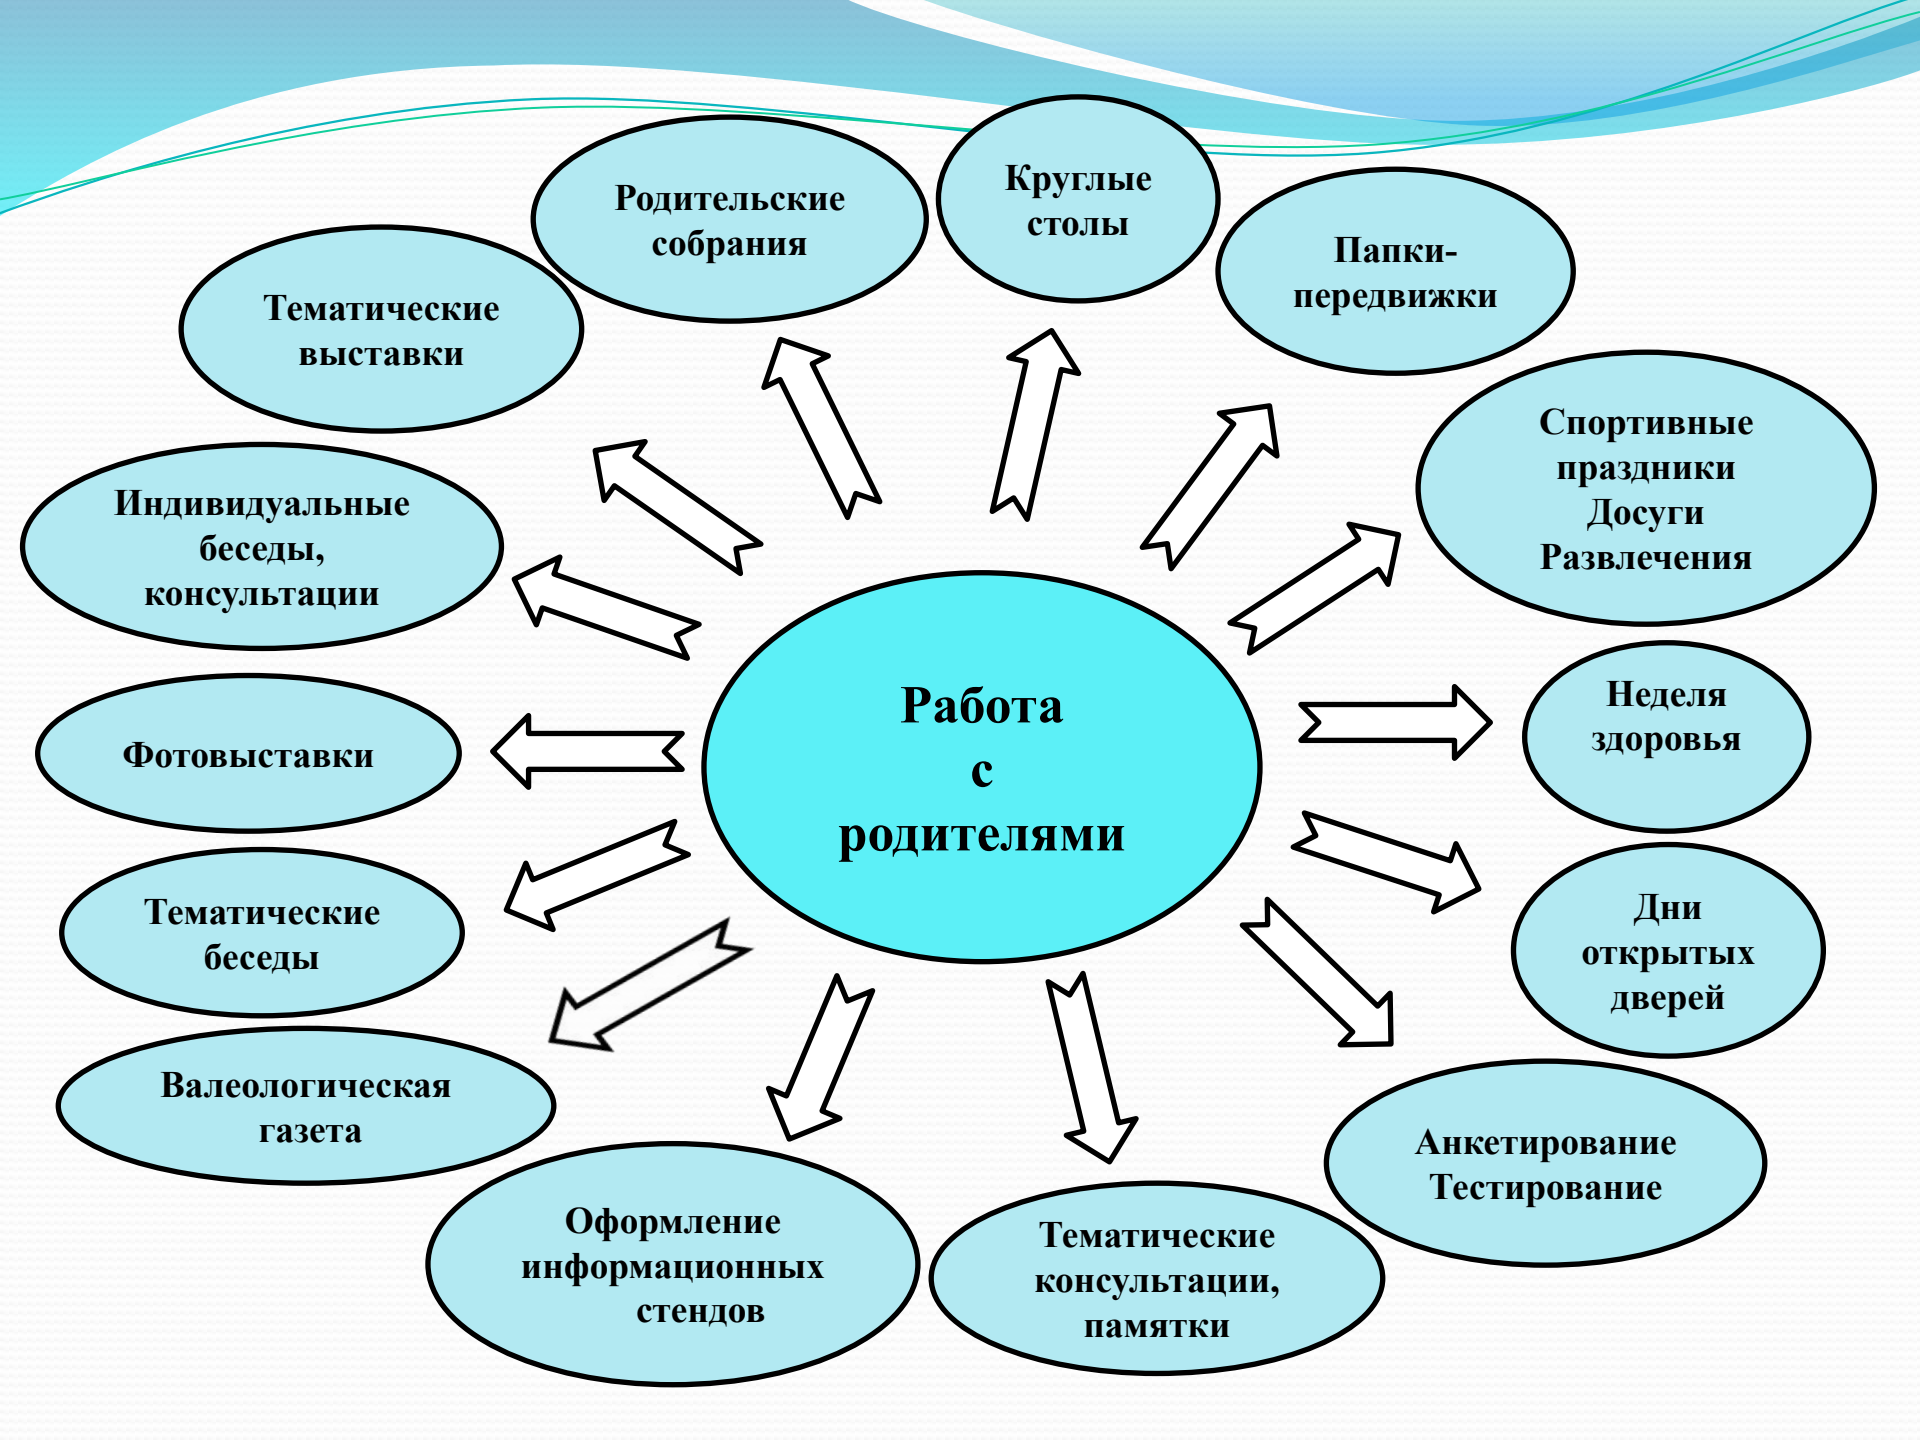 Круглые
столы
Родительские
собрания
Папки-
передвижки
Тематические
выставки
Спортивные
праздники
Досуги
Развлечения
Индивидуальные
беседы,
консультации
Неделя
здоровья
Работа
с
родителями
Фотовыставки
Дни
открытых
дверей
Тематические
беседы
Валеологическая
газета
Анкетирование
Тестирование
Оформление
информационных
стендов
Тематические
консультации,
памятки